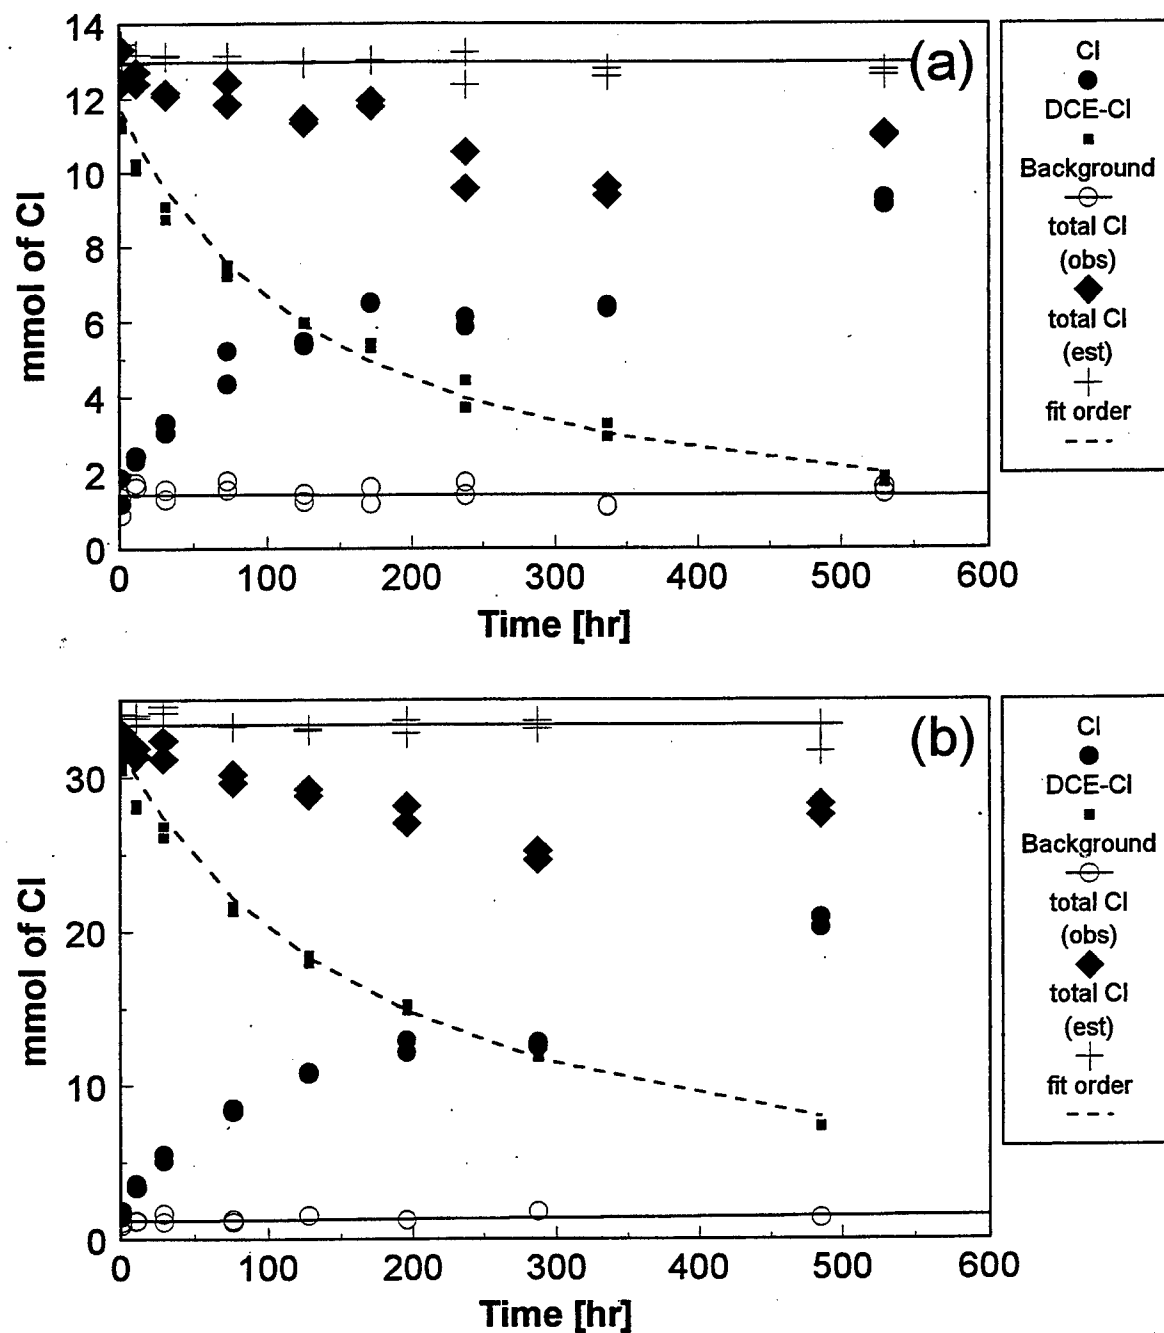 14
12
10
8
6
4
2
0
mmol of Cl
0 100 200 300 400 500 600
Time [hr]
(a)
Cl
DCE-Cl
Background
total Cl
(obs)
total Cl
(est)
fit order
30
20
10
0
mmol of Cl
0 100 200 300 400 500 600
Time [hr]
(b)
Cl
DCE-Cl
Background
total Cl
(obs)
total Cl
(est)
fit order